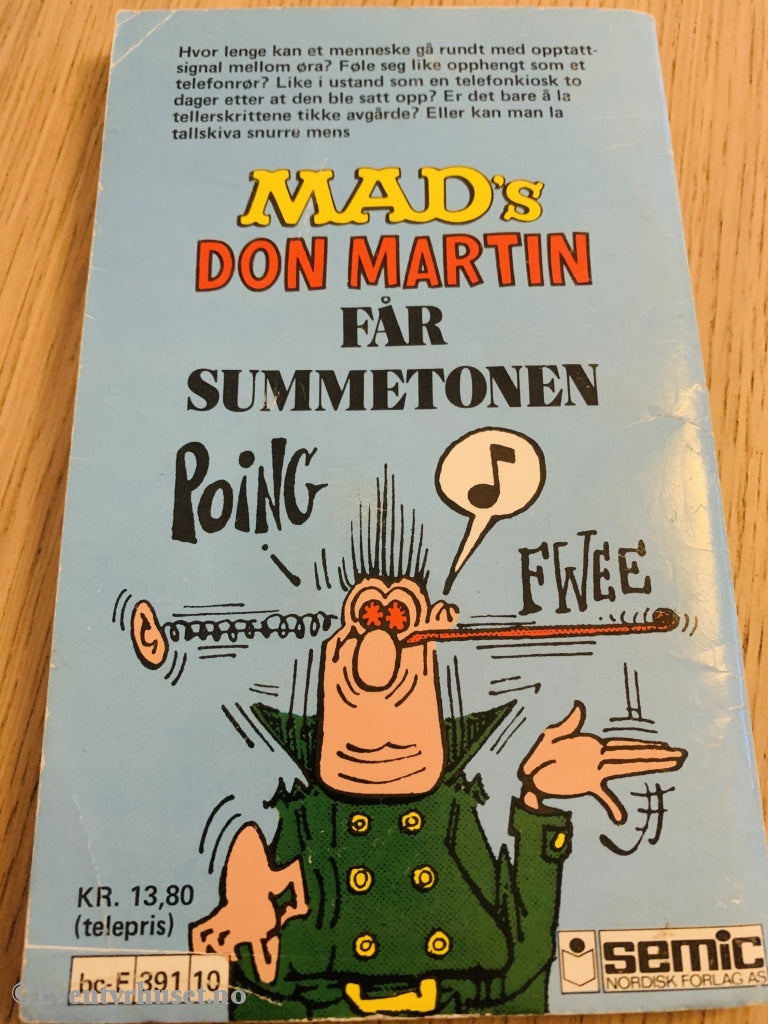 Hvor lenge kan et menneske gå rundt med opptatt-
signal mellom øra? Føle seg like opphengt som et
telefonrør? Like i ustand som en telefonkiosk to
dager etter at den ble satt opp? Er det bare å la
tellerskrittene tikke avgårde? Eller kan man la
tallskiva snurre mens
MAD's
DON MARTIN
FÅR
SUMMETONEN
POING
FWEE
KR. 13,80
(telepris)
bc-F 391 10
semic
NORDISK FORLAG AS
© Eventyrhuset.no